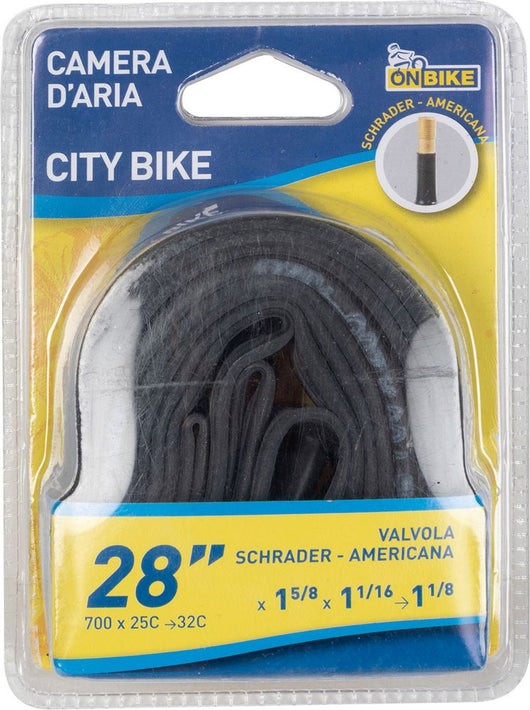 CAMERA
D'ARIA
CITY BIKE
ONBIKE
SCHRADER - AMERICANA
28"
700 x 25C →32C
VALVOLA
SCHRADER - AMERICANA
x 1 5/8 x 1 1/16 → 1 1/8